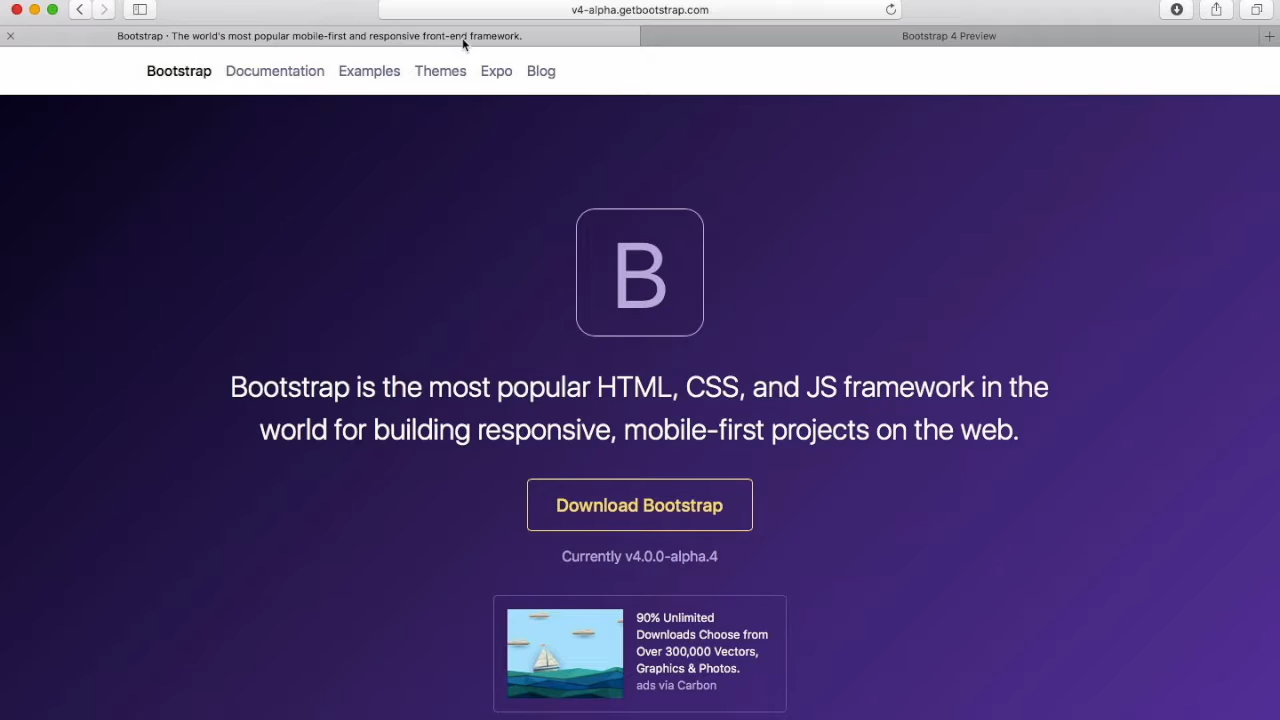 v4-alpha.getbootstrap.com
Bootstrap · The world's most popular mobile-first and responsive front-end framework.
Bootstrap 4 Preview
Bootstrap Documentation Examples Themes Expo Blog
B
Bootstrap is the most popular HTML, CSS, and JS framework in the
world for building responsive, mobile-first projects on the web.
Download Bootstrap
Currently v4.0.0-alpha.4
90% Unlimited
Downloads Choose from
Over 300,000 Vectors,
Graphics & Photos.
ads via Carbon